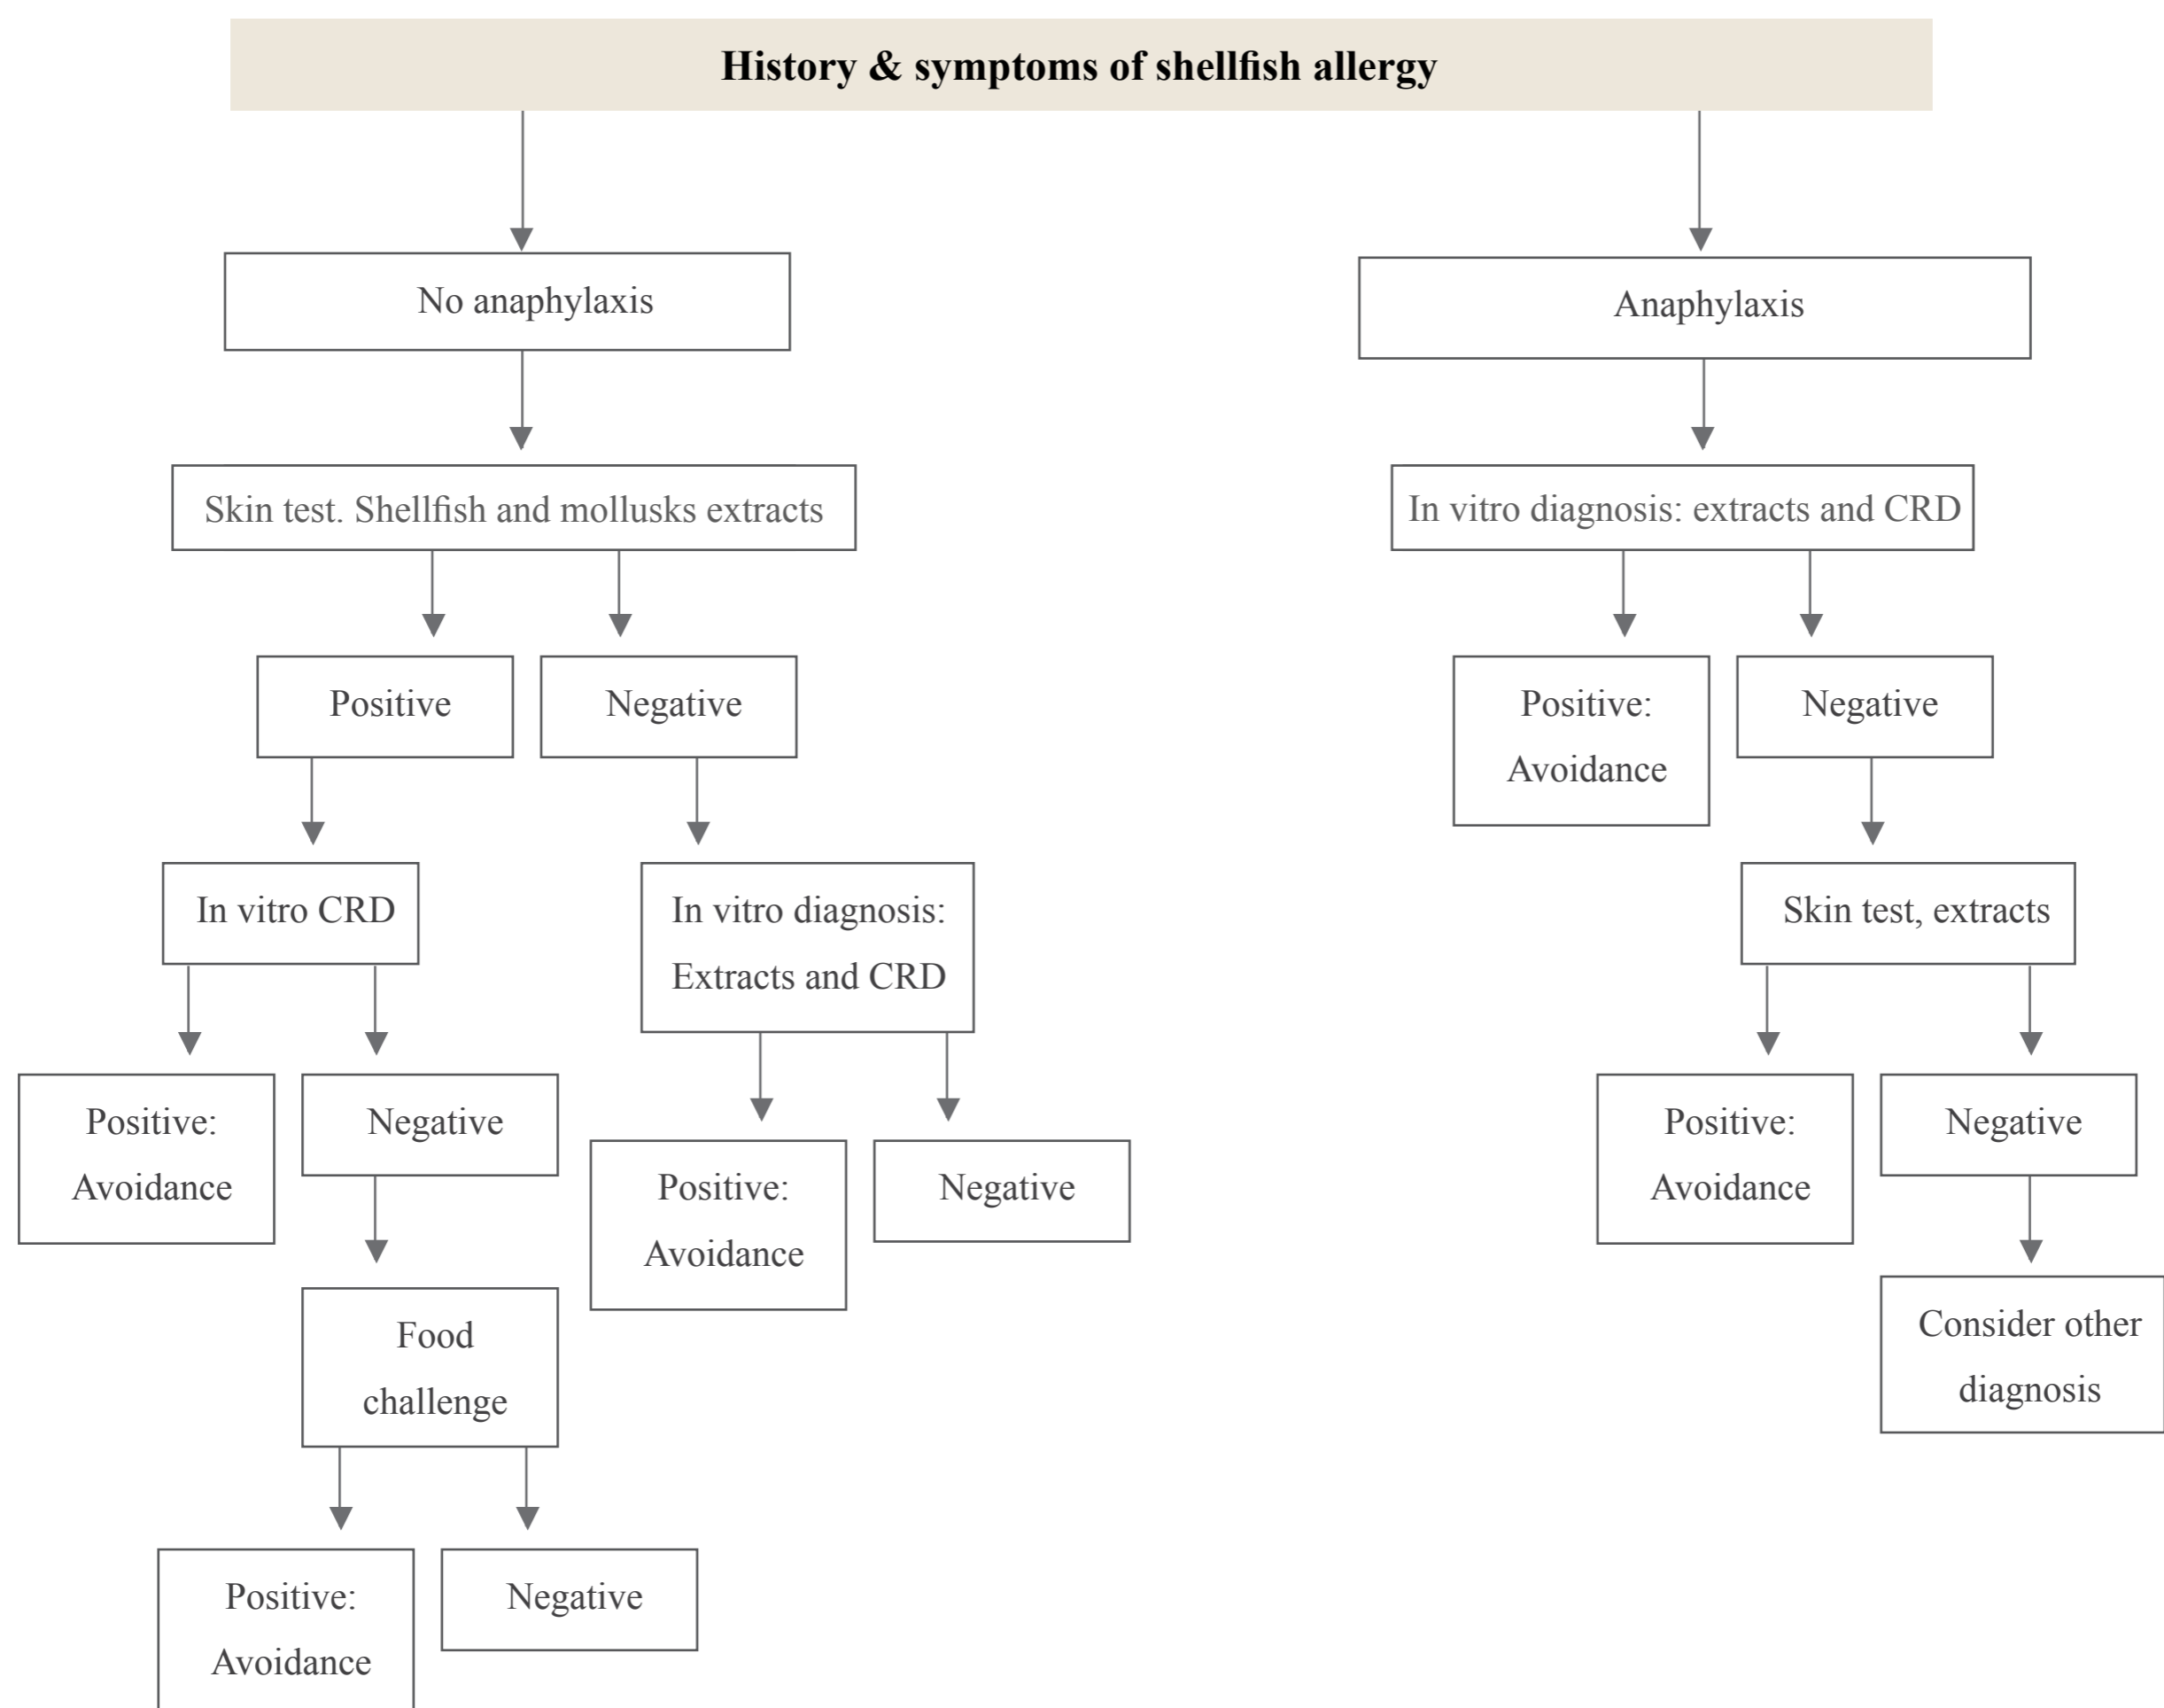 History & symptoms of shellfish allergy
No anaphylaxis
Anaphylaxis
Skin test. Shellfish and mollusks extracts
In vitro diagnosis: extracts and CRD
Positive
Negative
Positive:
Avoidance
Negative
In vitro CRD
In vitro diagnosis:
Extracts and CRD
Skin test, extracts
Positive:
Avoidance
Negative
Positive:
Avoidance
Negative
Positive:
Avoidance
Negative
Food
challenge
Consider other
diagnosis
Positive:
Avoidance
Negative